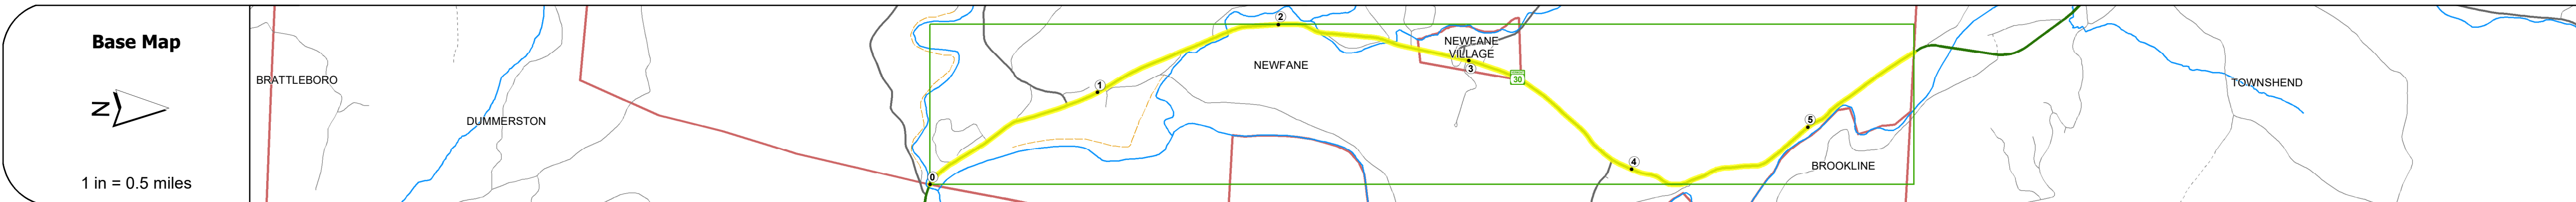 Base Map
N
1 in = 0.5 miles
BRATTLEBORO
DUMMERSTON
0
1
2
NEWFANE
NEWFANE
VILLAGE
3
30
4
5
BROOKLINE
TOWNSHEND